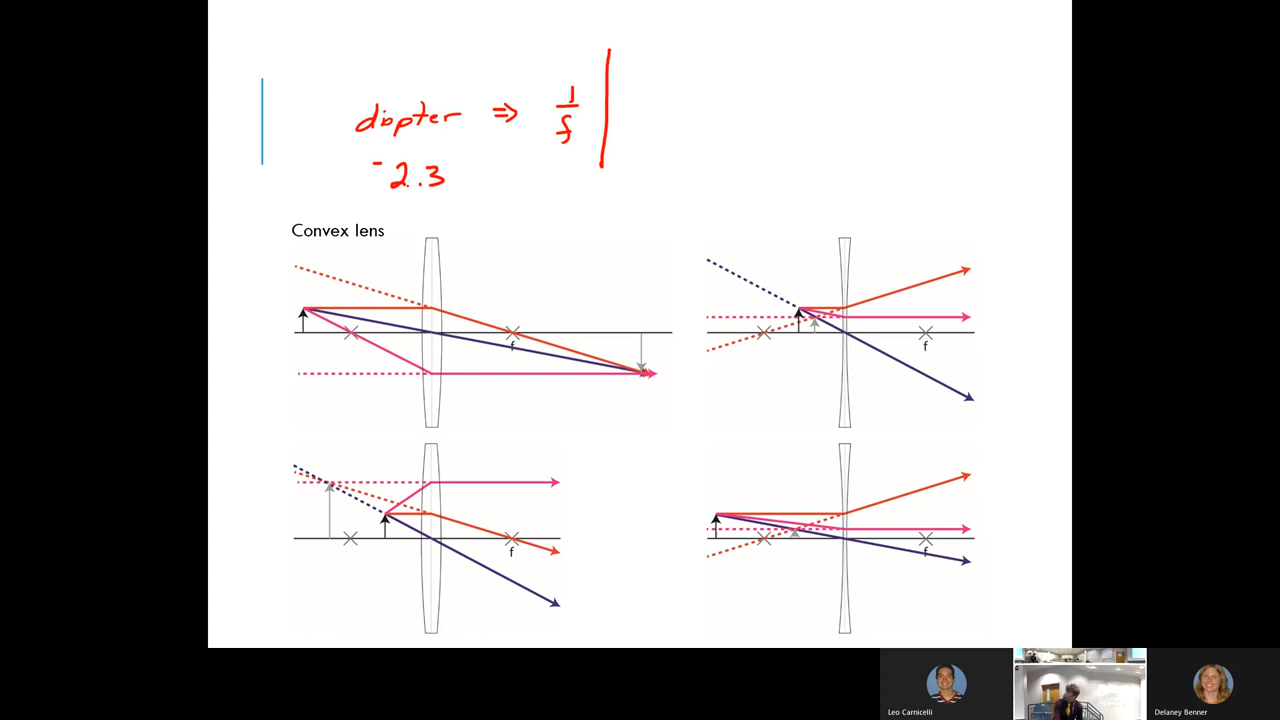 diopter ⇒ 1/f
-2.3
Convex lens
f
f
f
f
Leo Carnicelli
Delaney Benner